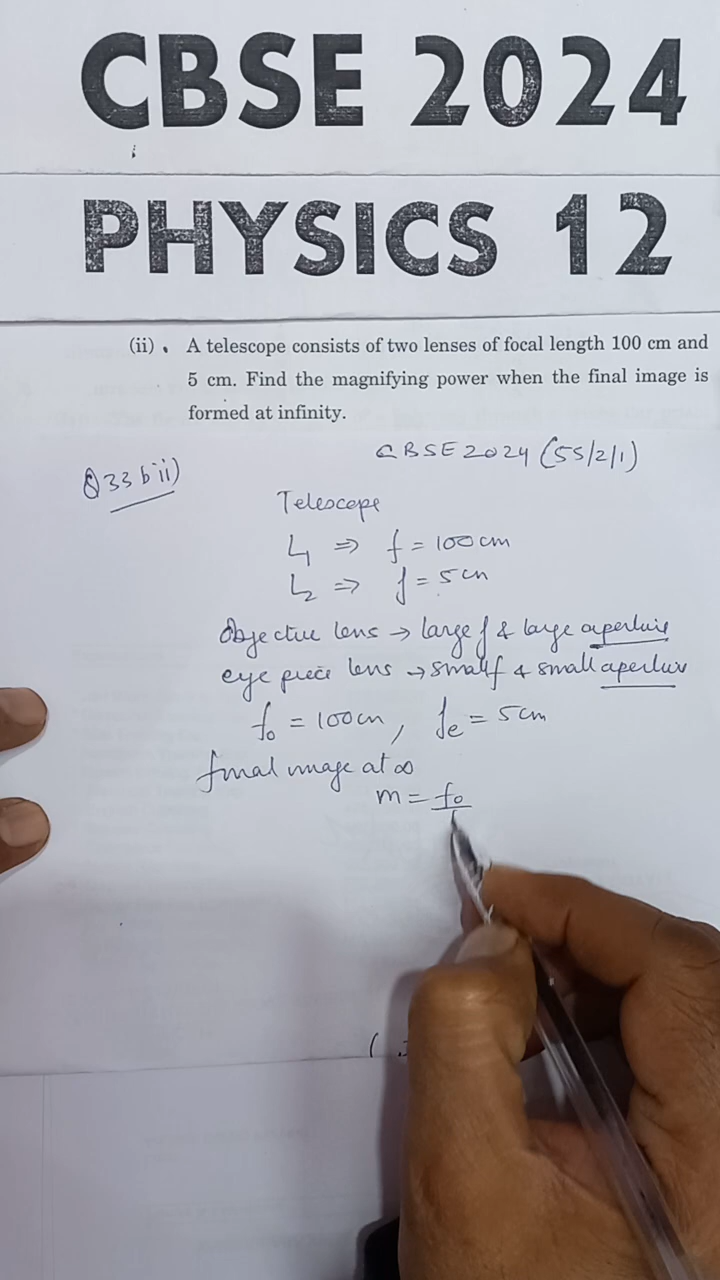 CBSE 2024
PHYSICS 12
(ii) . A telescope consists of two lenses of focal length 100 cm and
5 cm. Find the magnifying power when the final image is
formed at infinity.
CBSE 2024 (55/2/1)
Q33 b ii)
Telescope
L₁ ⇒ f = 100 cm
L₂ ⇒ f = 5 cm
Objective lens → large f & large aperture
eye piece lens → small f & small aperture
fo = 100 cm, fe = 5 cm
final image at ∞
m = fo